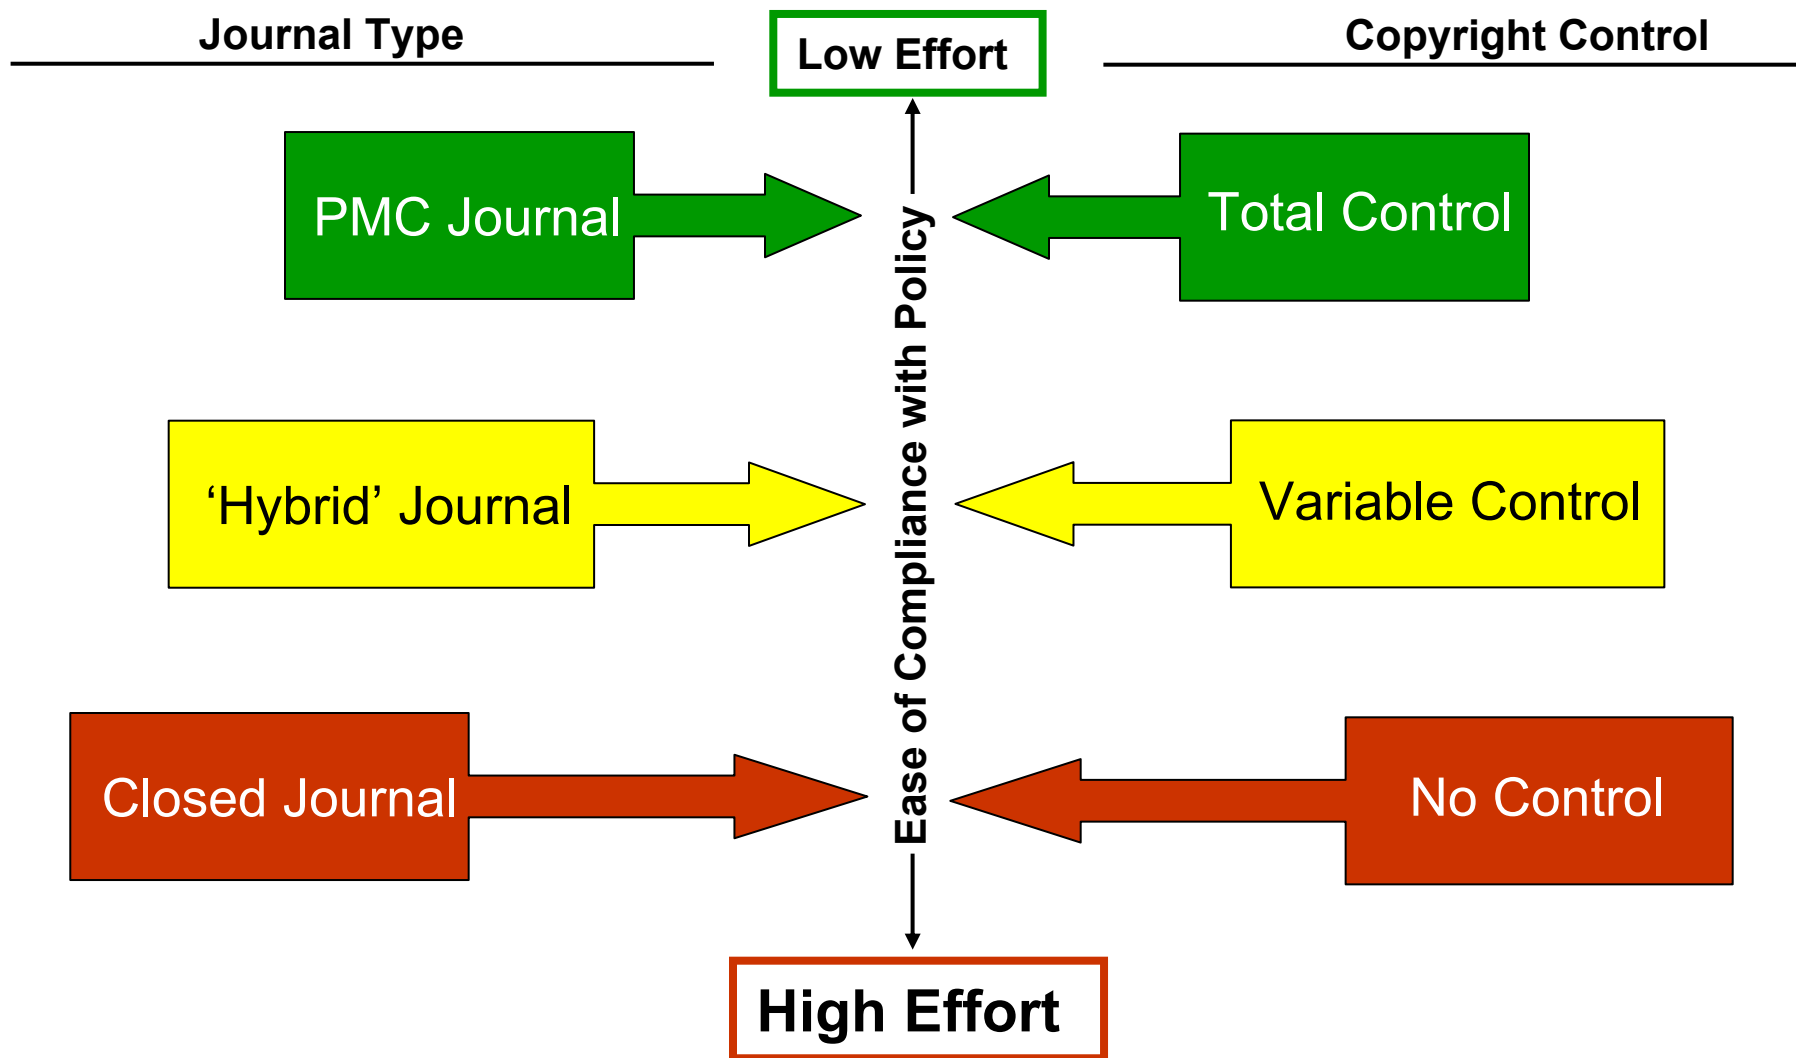 Journal Type
Low Effort
Copyright Control
PMC Journal
Total Control
Ease of Compliance with Policy
‘Hybrid’ Journal
Variable Control
Closed Journal
No Control
High Effort